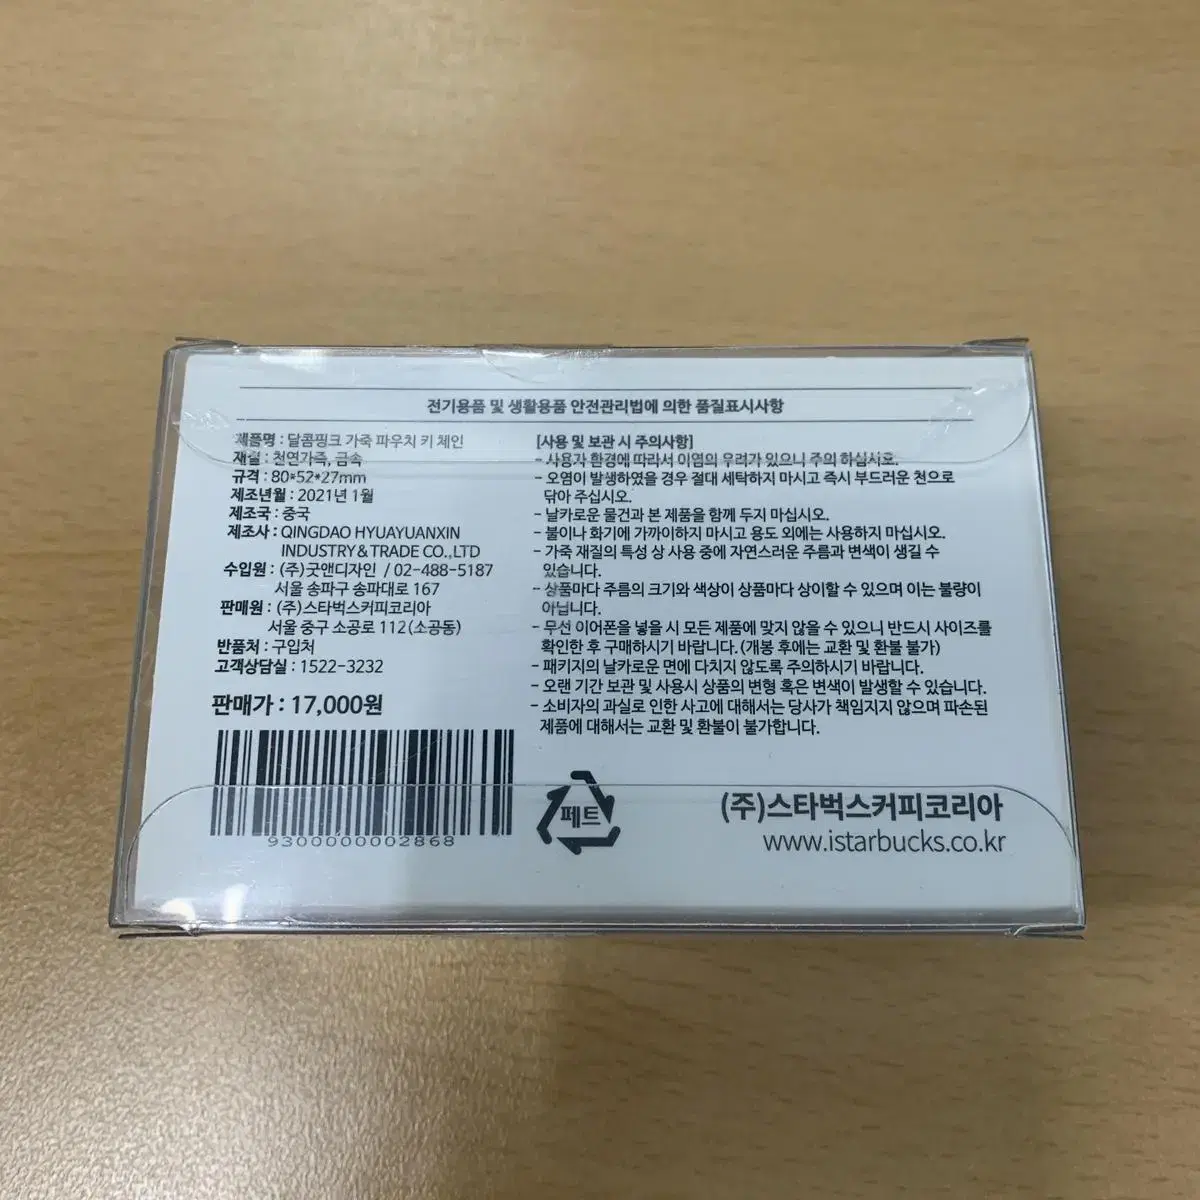 전기용품 및 생활용품 안전관리법에 의한 품질표시사항
제품명 : 달콤핑크 가죽 파우치 키 체인
재질 : 천연가죽, 금속
규격 : 80*52*27mm
제조년월 : 2021년 1월
제조국 : 중국
제조사 : QINGDAO HYUAYUANXIN
INDUSTRY & TRADE CO.,LTD
수입원 : (주)굿앤디자인 / 02-488-5187
서울 송파구 송파대로 167
판매원 : (주)스타벅스커피코리아
서울 중구 소공로 112(소공동)
반품처 : 구입처
고객상담실 : 1522-3232
판매가 : 17,000원
9300000002868
[사용 및 보관 시 주의사항]
- 사용자 환경에 따라서 이염의 우려가 있으니 주의 하십시오.
- 오염이 발생하였을 경우 절대 세탁하지 마시고 즉시 부드러운 천으로
닦아 주십시오.
- 날카로운 물건과 본 제품을 함께 두지 마십시오.
- 불이나 화기에 가까이하지 마시고 용도 외에는 사용하지 마십시오.
- 가죽 재질의 특성 상 사용 중에 자연스러운 주름과 변색이 생길 수
있습니다.
- 상품마다 주름의 크기와 색상이 상품마다 상이할 수 있으며 이는 불량이
아닙니다.
- 무선 이어폰을 넣을 시 모든 제품에 맞지 않을 수 있으니 반드시 사이즈를
확인한 후 구매하시기 바랍니다.(개봉 후에는 교환 및 환불 불가)
- 패키지의 날카로운 면에 다치지 않도록 주의하시기 바랍니다.
- 오랜 기간 보관 및 사용시 상품의 변형 혹은 변색이 발생할 수 있습니다.
- 소비자의 과실로 인한 사고에 대해서는 당사가 책임지지 않으며 파손된
제품에 대해서는 교환 및 환불이 불가합니다.
페트
(주)스타벅스커피코리아
www.istarbucks.co.kr